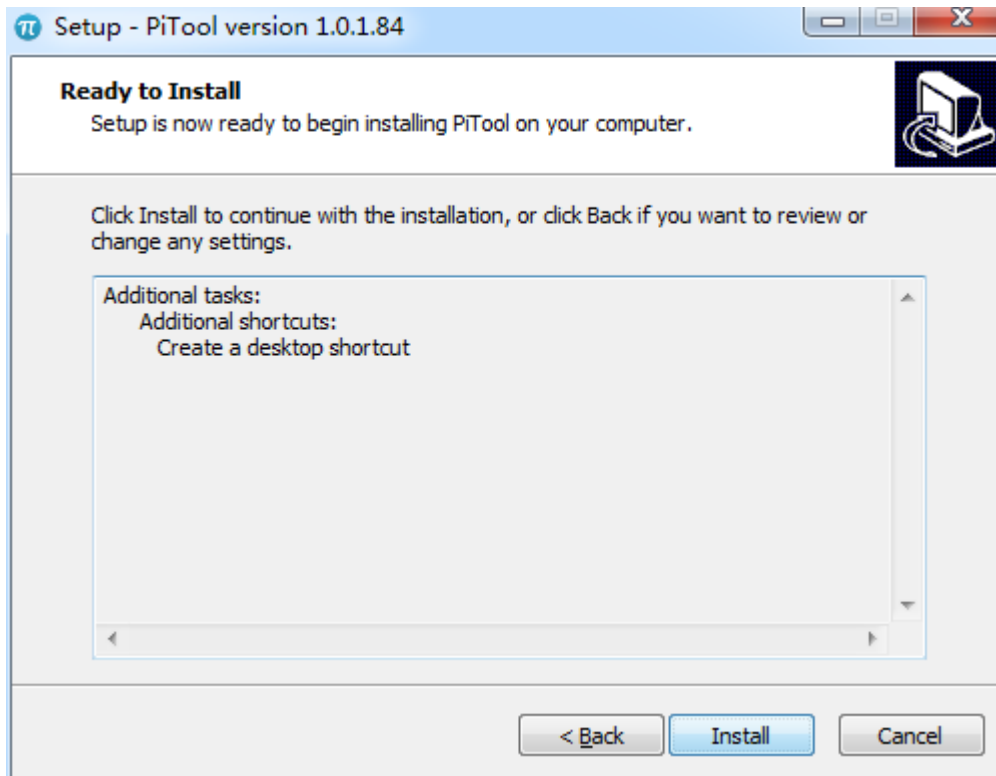 Setup - PiTool version 1.0.1.84
Ready to Install
Setup is now ready to begin installing PiTool on your computer.
Click Install to continue with the installation, or click Back if you want to review or
change any settings.
Additional tasks:
Additional shortcuts:
Create a desktop shortcut
< Back
Install
Cancel